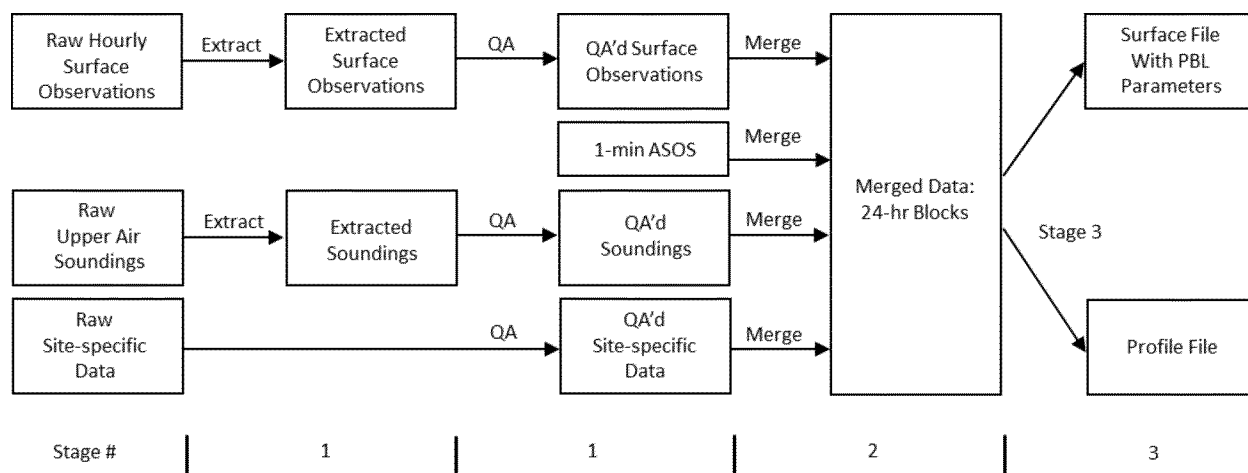 Raw Hourly
Surface
Observations
Extract
Extracted
Surface
Observations
QA
QA'd Surface
Observations
Merge
Surface File
With PBL
Parameters
1-min ASOS
Merge
Merged Data:
24-hr Blocks
Raw
Upper Air
Soundings
Extract
Extracted
Soundings
QA
QA'd
Soundings
Merge
Stage 3
Raw
Site-specific
Data
QA
QA'd
Site-specific
Data
Merge
Profile File
Stage # 1 1 2 3